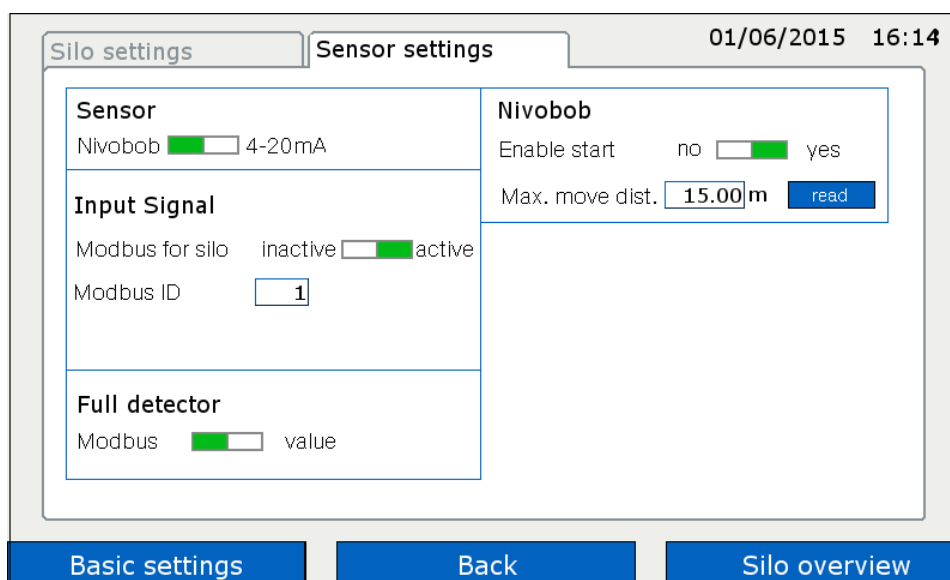 Silo settings
Sensor settings
01/06/2015 16:14
Sensor
Nivobob 4-20mA
Input Signal
Modbus for silo inactive active
Modbus ID 1
Full detector
Modbus value
Nivobob
Enable start no yes
Max. move dist. 15.00 m read
Basic settings
Back
Silo overview